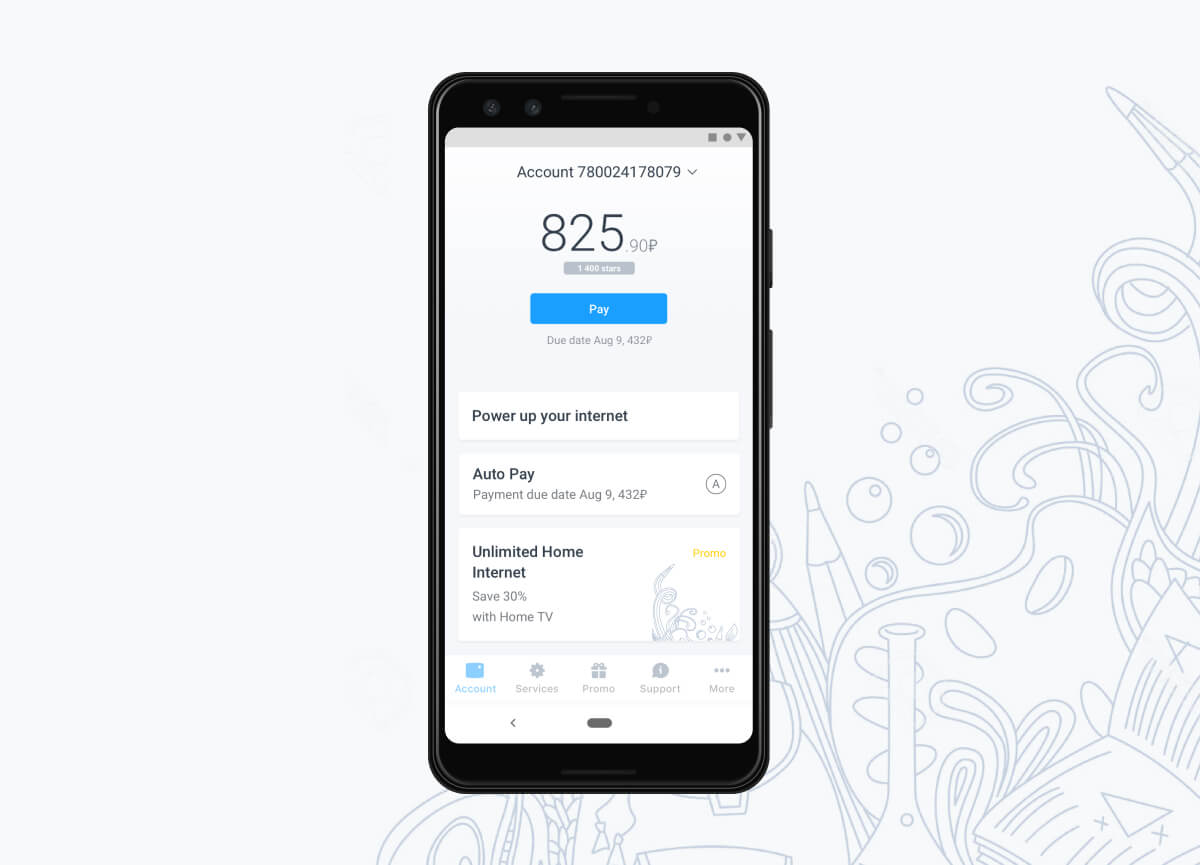 Account 780024178079
825.90₽
1 400 stars
Pay
Due date Aug 9, 432₽
Power up your internet
Auto Pay
Payment due date Aug 9, 432₽
A
Unlimited Home
Internet
Promo
Save 30%
with Home TV
Account Services Promo Support More